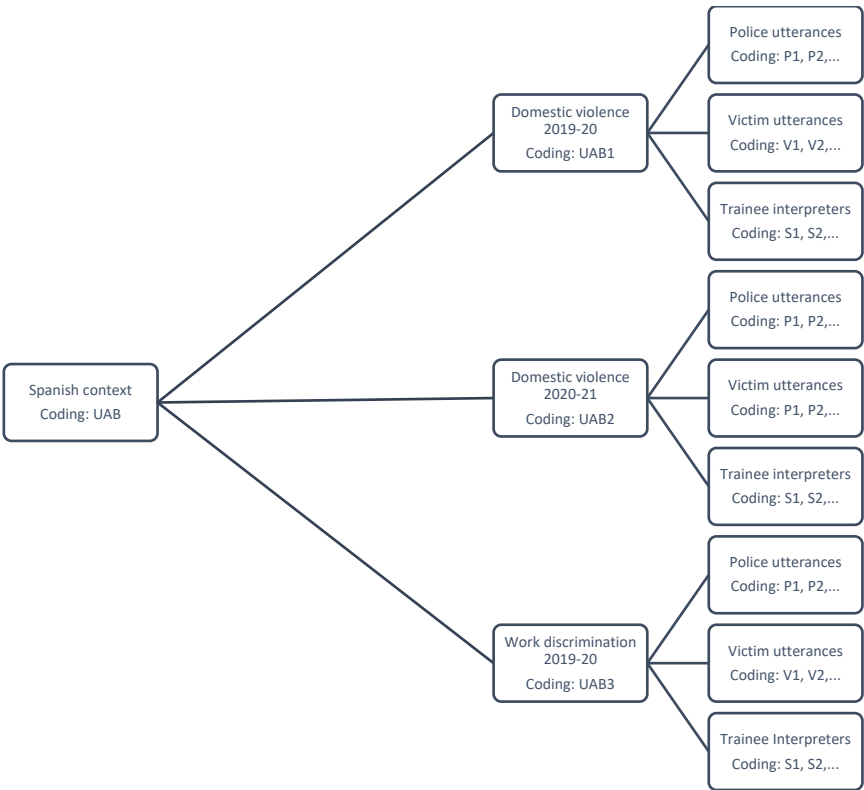 Spanish context
Coding: UAB
Domestic violence
2019-20
Coding: UAB1
Police utterances
Coding: P1, P2,...
Victim utterances
Coding: V1, V2,...
Trainee interpreters
Coding: S1, S2,...
Domestic violence
2020-21
Coding: UAB2
Police utterances
Coding: P1, P2,...
Victim utterances
Coding: P1, P2,...
Trainee interpreters
Coding: S1, S2,...
Work discrimination
2019-20
Coding: UAB3
Police utterances
Coding: P1, P2,...
Victim utterances
Coding: V1, V2,...
Trainee Interpreters
Coding: S1, S2,...